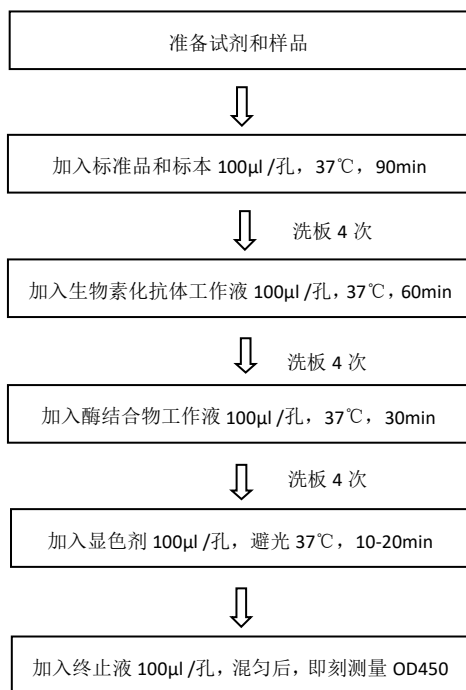 准备试剂和样品
加入标准品和标本 100μl /孔，37℃，90min
洗板 4 次
加入生物素化抗体工作液 100μl /孔，37℃，60min
洗板 4 次
加入酶结合物工作液 100μl /孔，37℃，30min
洗板 4 次
加入显色剂 100μl /孔，避光 37℃，10-20min
加入终止液 100μl /孔，混匀后，即刻测量 OD450